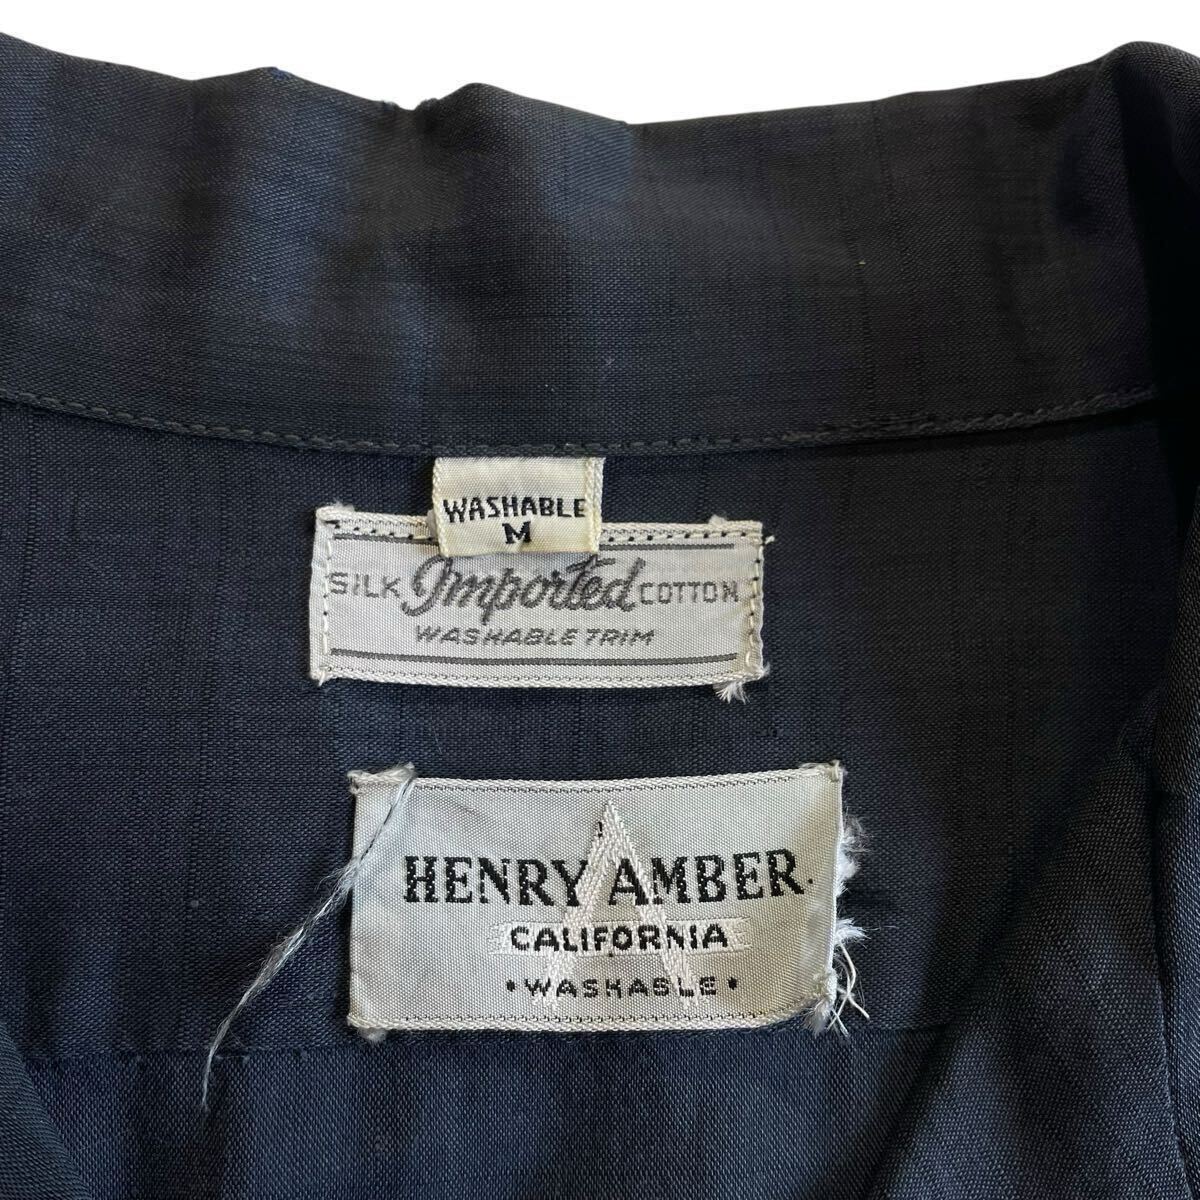 WASHABLE
M
SILK Imported COTTON
WASHABLE TRIM
A
HENRY AMBER
CALIFORNIA
• WASHABLE •